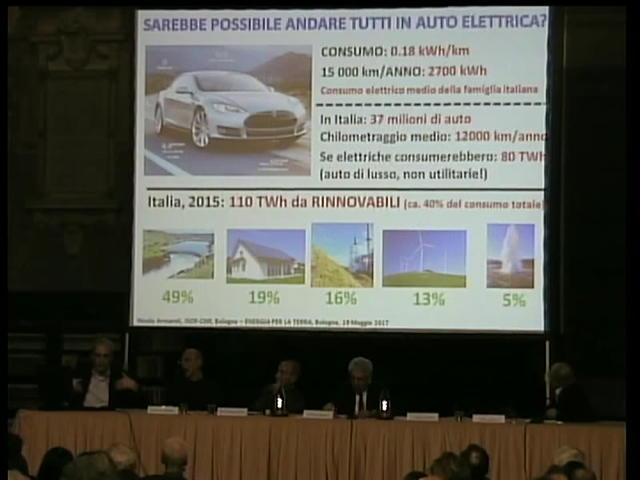 SAREBBE POSSIBILE ANDARE TUTTI IN AUTO ELETTRICA?
CONSUMO: 0.18 kWh/km
15 000 km/ANNO: 2700 kWh
Consumo elettrico medio della famiglia italiana
In Italia: 37 milioni di auto
Chilometraggio medio: 12000 km/anno
Se elettriche consumerebbero: 80 TWh
(auto di lusso, non utilitarie!)
Italia, 2015: 110 TWh da RINNOVABILI (ca. 40% del consumo totale)
49% 19% 16% 13% 5%
Nicola Armaroli, ISOF-CNR, Bologna – ENERGIA PER LA TERRA, Bologna, 19 Maggio 2017